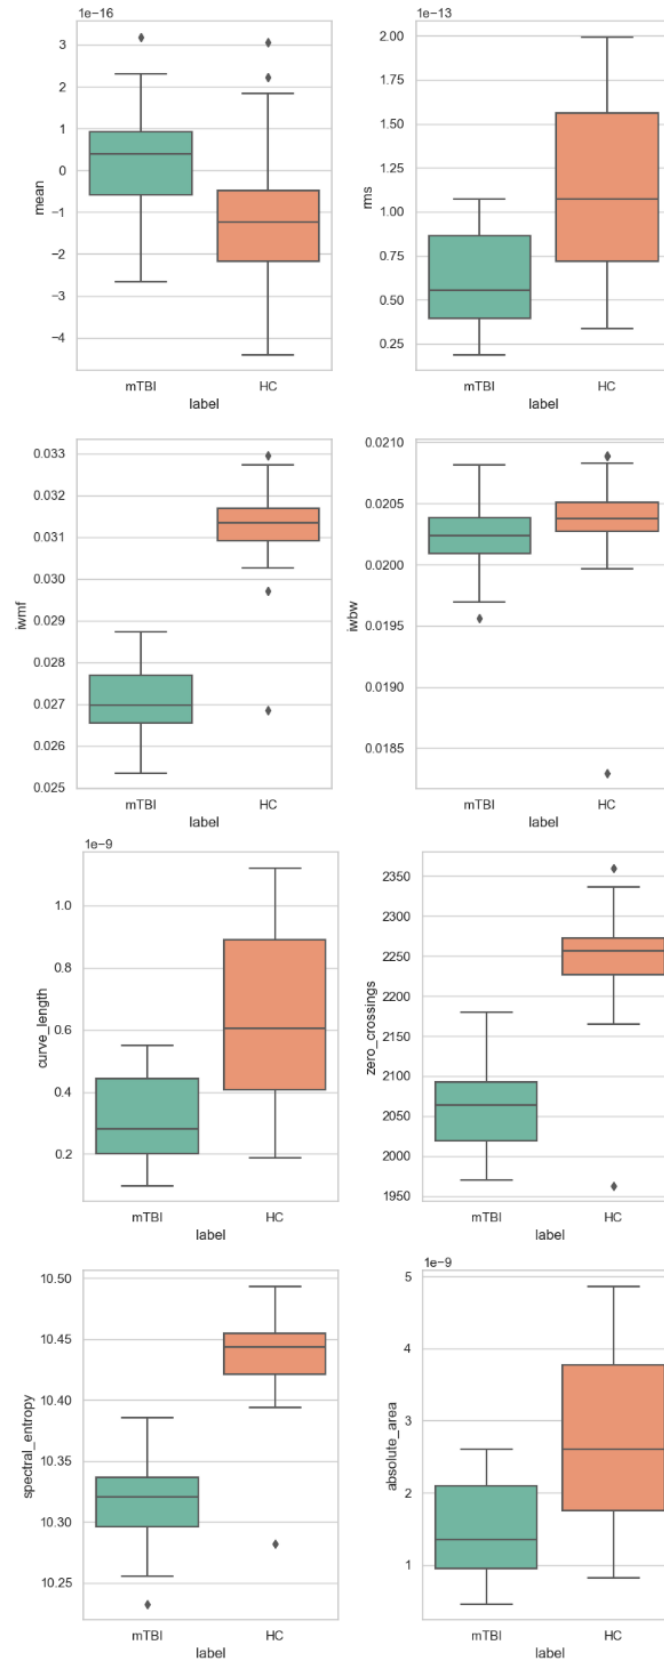 1e−16
3
2
1
0
−1
−2
−3
−4
mean
mTBI
HC
label
1e−13
2.00
1.75
1.50
1.25
1.00
0.75
0.50
0.25
rms
mTBI
HC
label
0.033
0.032
0.031
0.030
0.029
0.028
0.027
0.026
0.025
iwmf
mTBI
HC
label
0.0210
0.0205
0.0200
0.0195
0.0190
0.0185
iwbw
mTBI
HC
label
1e−9
1.0
0.8
0.6
0.4
0.2
curve_length
mTBI
HC
label
2350
2300
2250
2200
2150
2100
2050
2000
1950
zero_crossings
mTBI
HC
label
10.50
10.45
10.40
10.35
10.30
10.25
spectral_entropy
mTBI
HC
label
1e−9
5
4
3
2
1
absolute_area
mTBI
HC
label